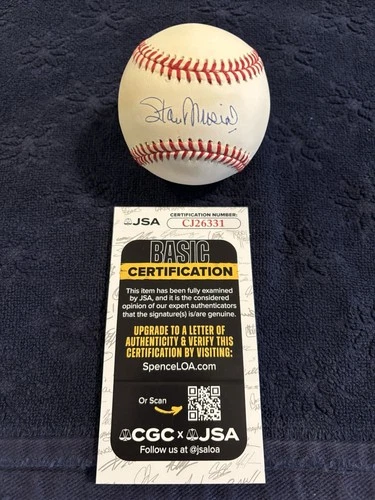 Stan Musial
JSA
CERTIFICATION NUMBER:
CJ26331
BASIC
CERTIFICATION
This item has been fully examined
by JSA, and it is the considered
opinion of our expert authenticators
that the signature(s) is/are genuine.
UPGRADE TO A LETTER OF
AUTHENTICITY & VERIFY THIS
CERTIFICATION BY VISITING:
SpenceLOA.com
Or Scan
CGC x JSA
Follow us at @jsaloa